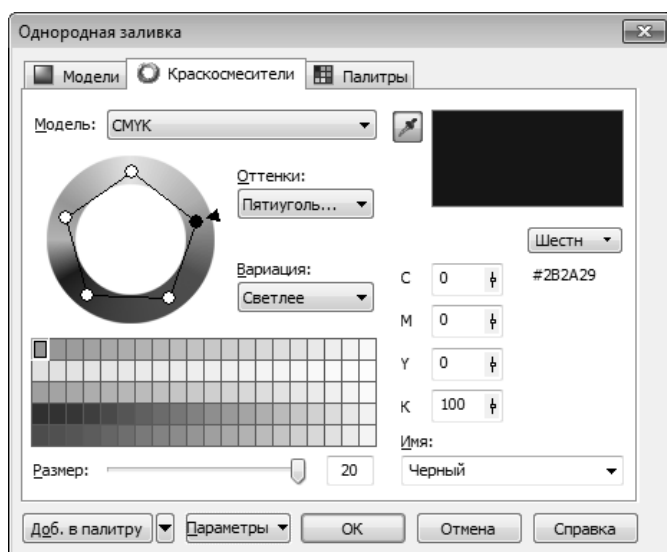 Однородная заливка
Модели Краскосмесители Палитры
Модель: CMYK
Оттенки:
Пятиуголь...
Шестн
#2B2A29
Вариация:
Светлее
C 0
M 0
Y 0
K 100
Имя:
Черный
Размер: 20
Доб. в палитру Параметры OK Отмена Справка